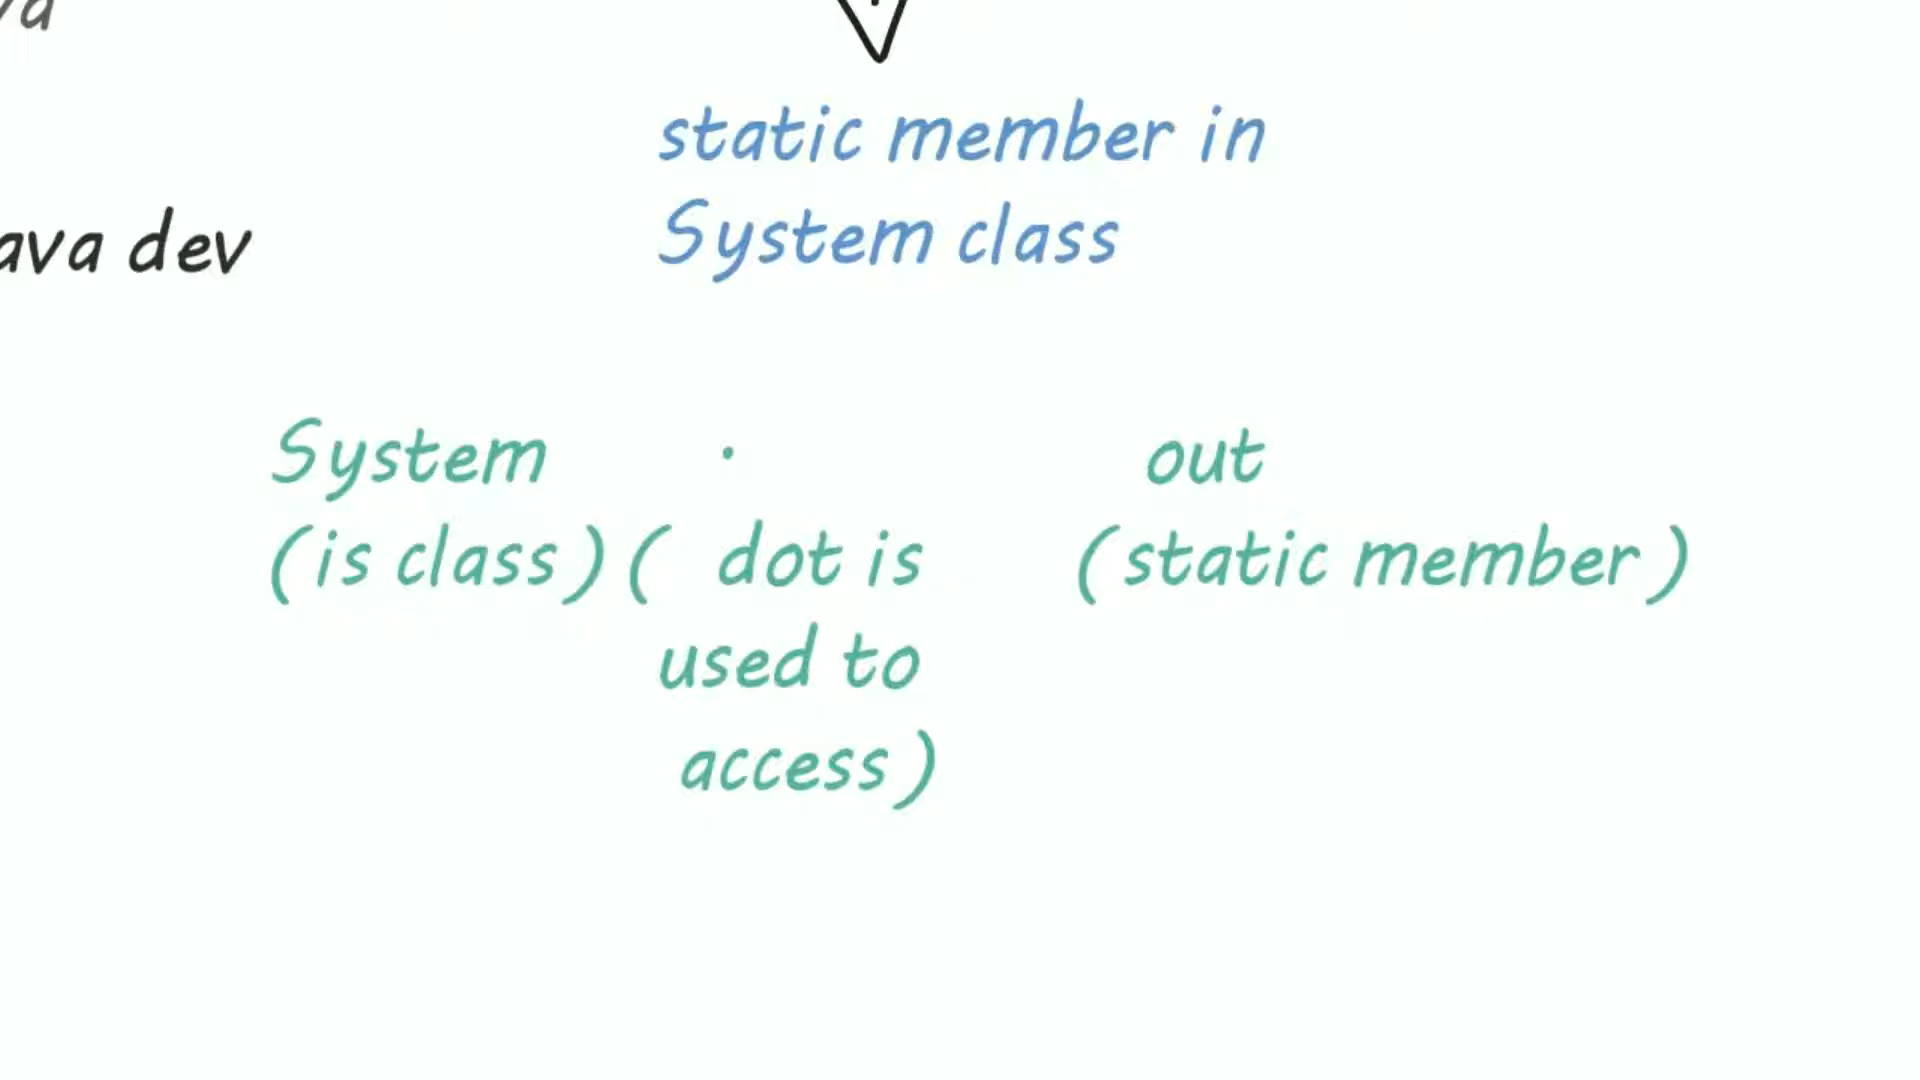 static member in
System class
ava dev
System . out
(is class) ( dot is (static member)
used to
access)